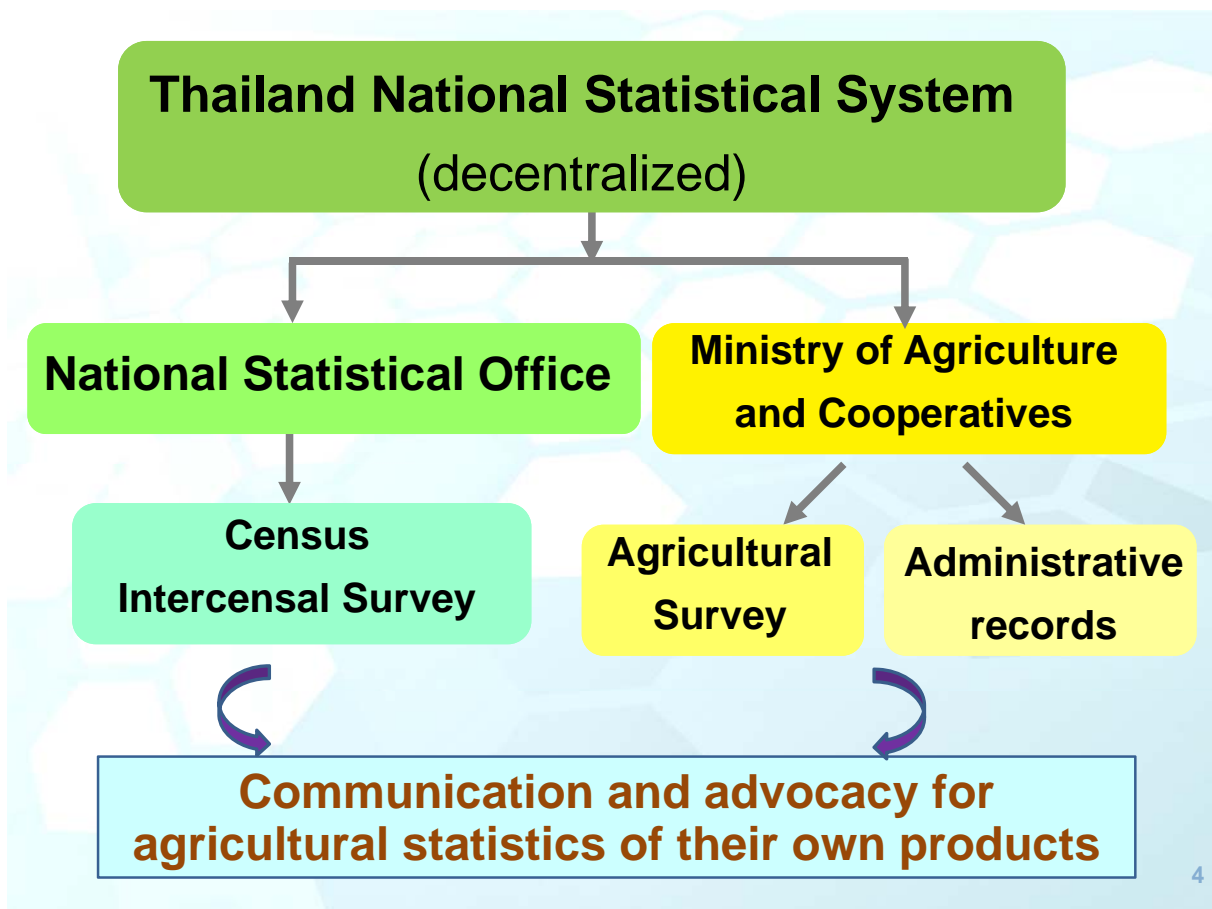 Thailand National Statistical System
(decentralized)
National Statistical Office
Ministry of Agriculture
and Cooperatives
Census
Intercensal Survey
Agricultural
Survey
Administrative
records
Communication and advocacy for
agricultural statistics of their own products
4